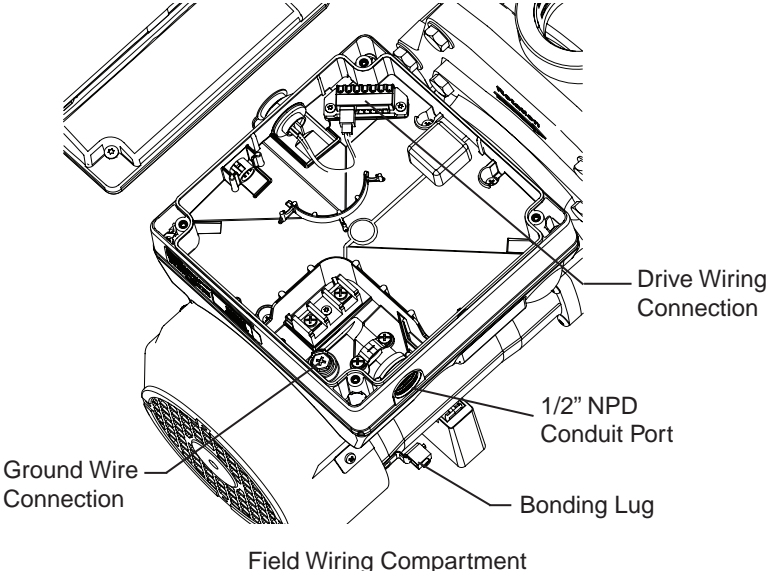 Drive Wiring
Connection
1/2” NPD
Conduit Port
Ground Wire
Connection
Bonding Lug
Field Wiring Compartment